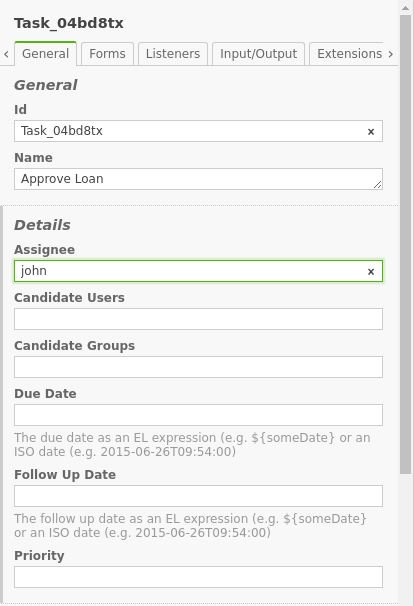 Task_04bd8tx
‹ General Forms Listeners Input/Output Extensions ›
General
Id
Task_04bd8tx x
Name
Approve Loan
Details
Assignee
john x
Candidate Users
Candidate Groups
Due Date
The due date as an EL expression (e.g. ${someDate} or an
ISO date (e.g. 2015-06-26T09:54:00)
Follow Up Date
The follow up date as an EL expression (e.g. ${someDate}
or an ISO date (e.g. 2015-06-26T09:54:00)
Priority